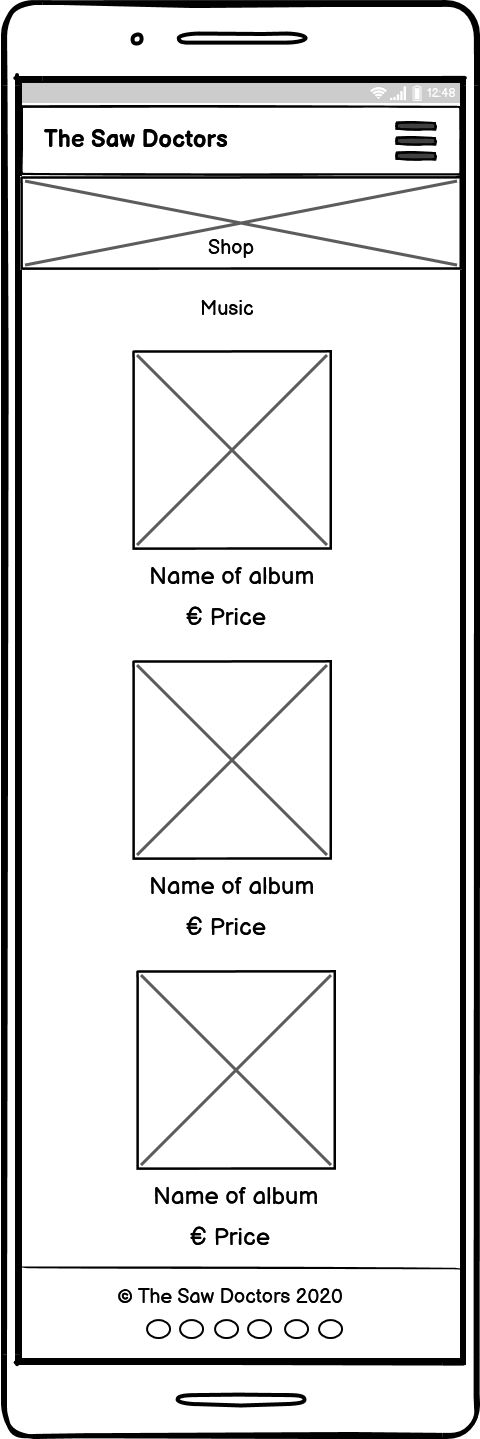 12:48
The Saw Doctors
Shop
Music
Name of album
€ Price
Name of album
€ Price
Name of album
€ Price
© The Saw Doctors 2020